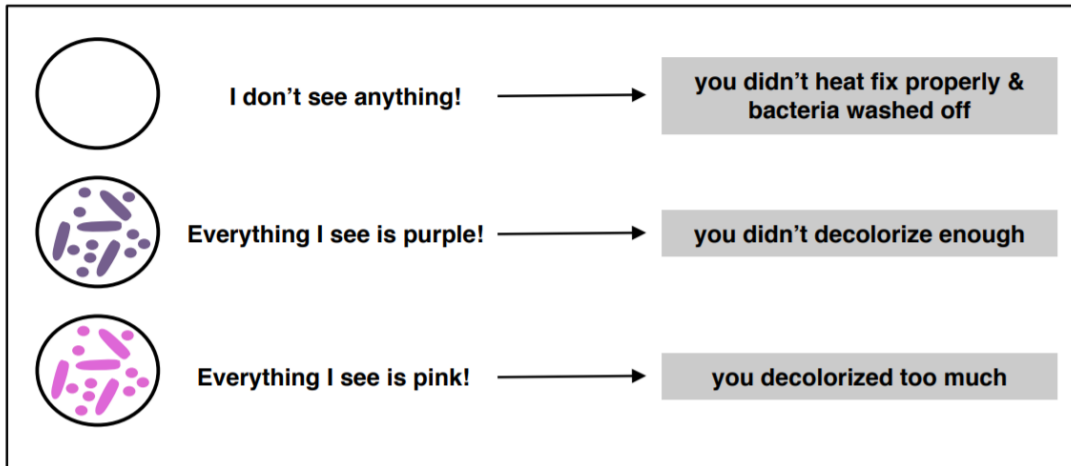 I don't see anything!
you didn't heat fix properly &
bacteria washed off
Everything I see is purple!
you didn't decolorize enough
Everything I see is pink!
you decolorized too much